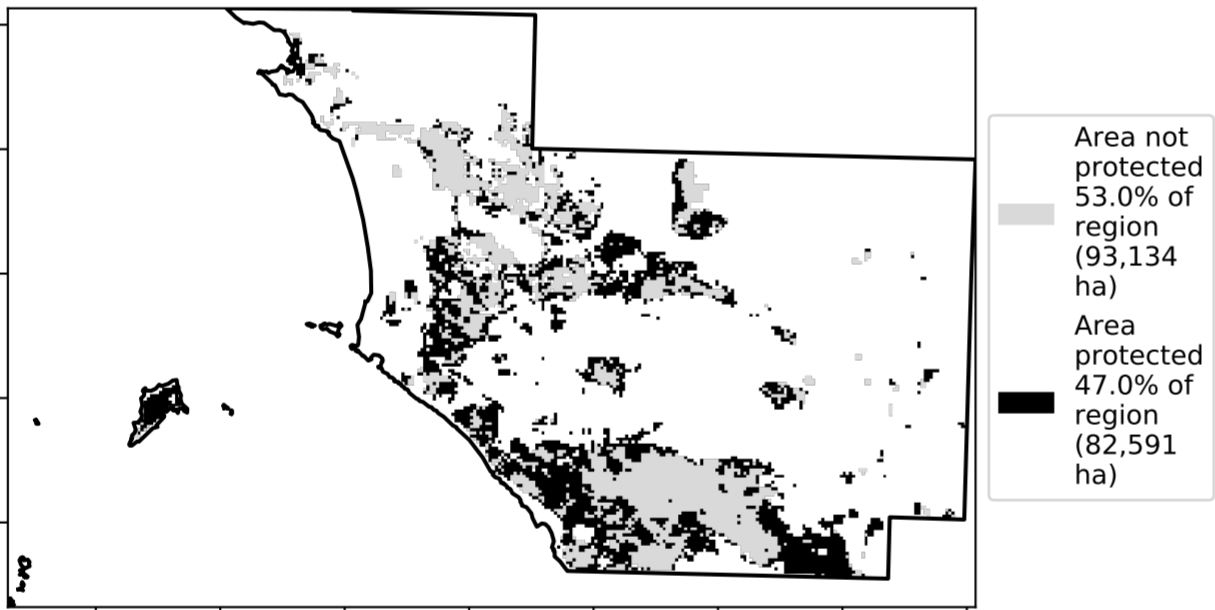 Area not
protected
53.0% of
region
(93,134
ha)
Area
protected
47.0% of
region
(82,591
ha)